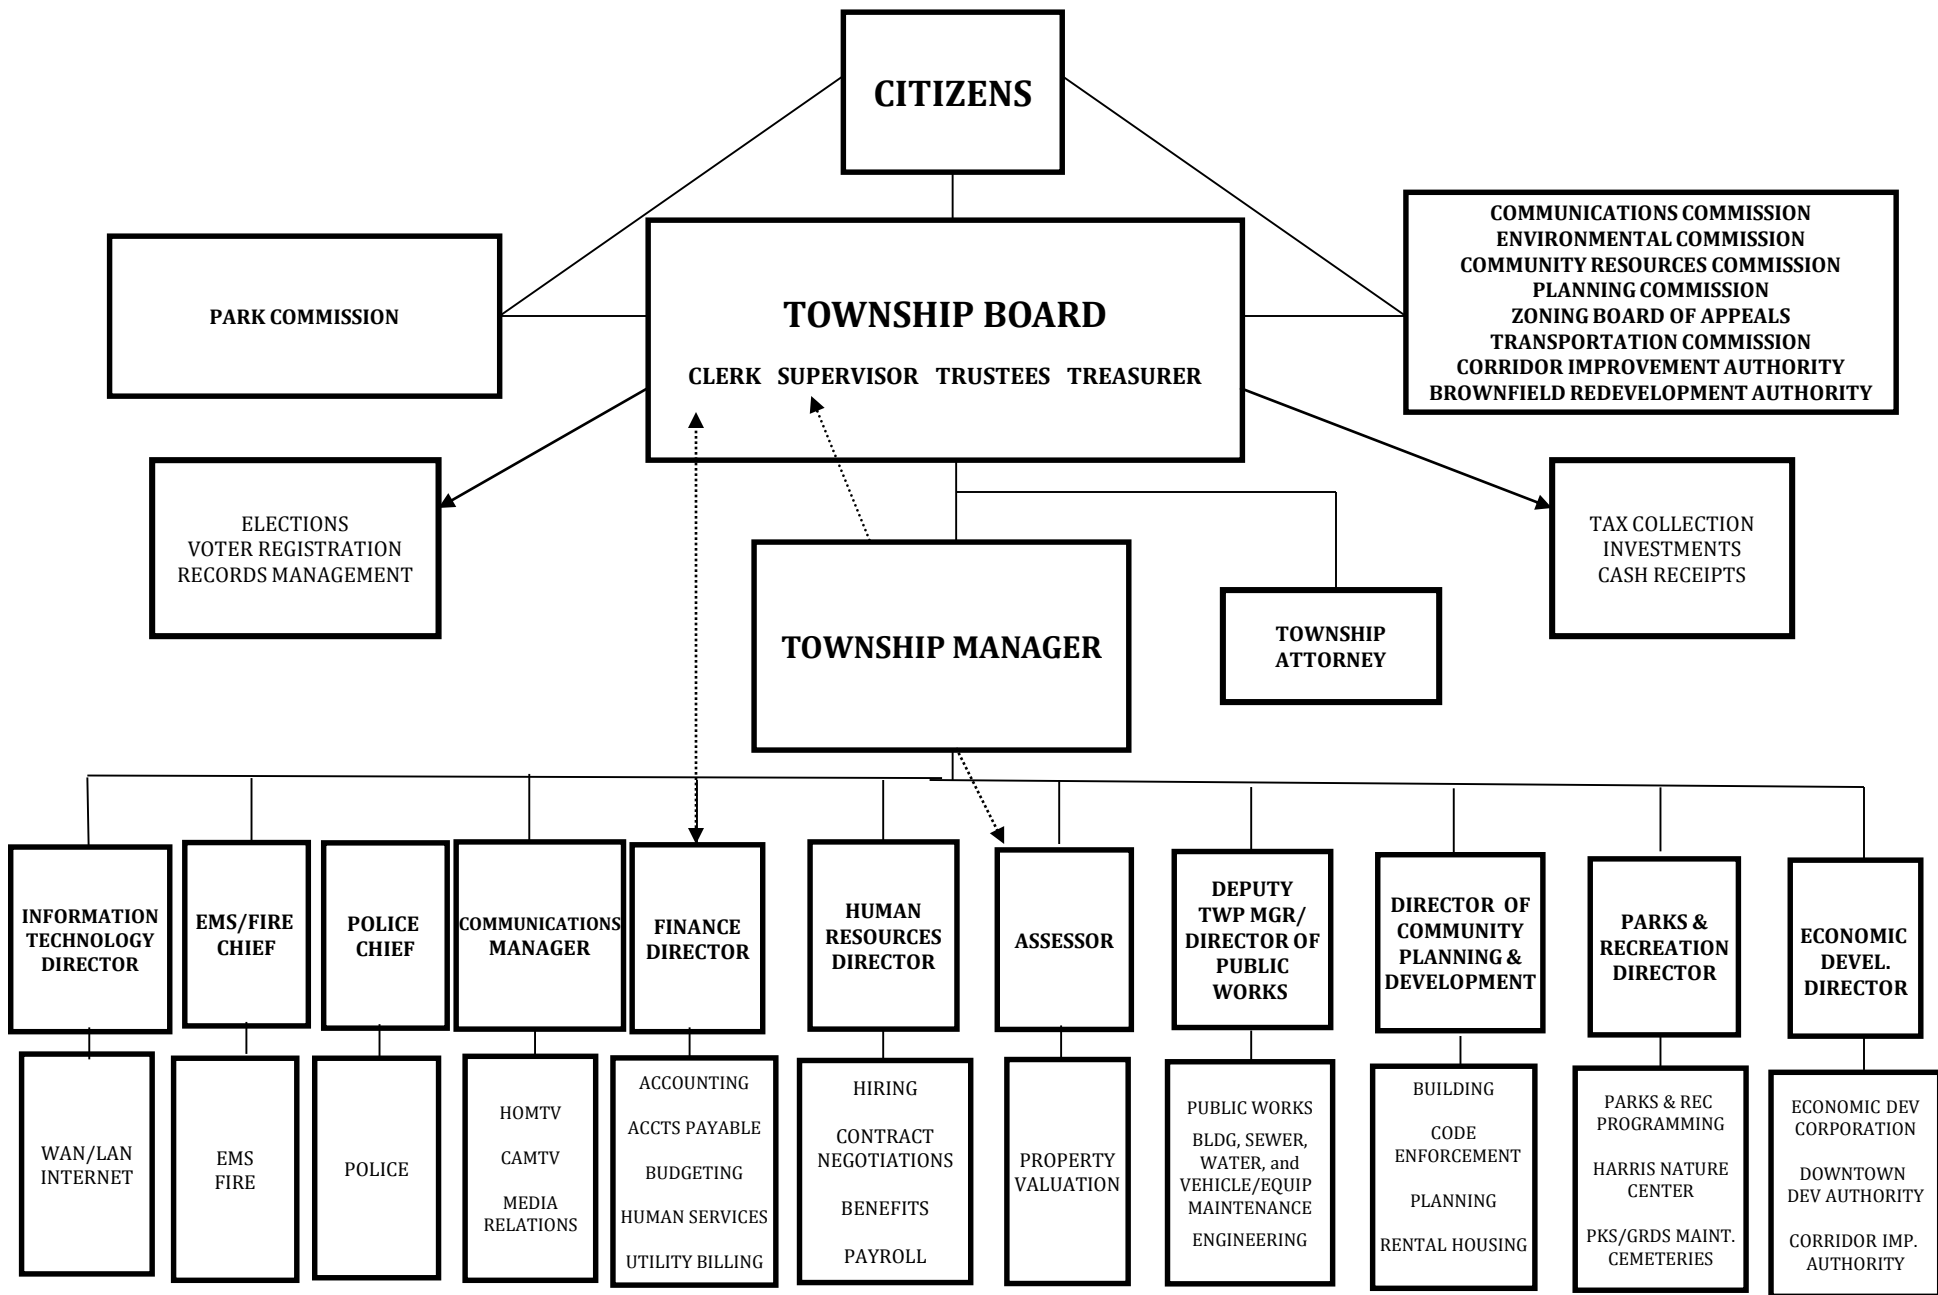 CITIZENS
PARK COMMISSION
TOWNSHIP BOARD
CLERK SUPERVISOR TRUSTEES TREASURER
COMMUNICATIONS COMMISSION
ENVIRONMENTAL COMMISSION
COMMUNITY RESOURCES COMMISSION
PLANNING COMMISSION
ZONING BOARD OF APPEALS
TRANSPORTATION COMMISSION
CORRIDOR IMPROVEMENT AUTHORITY
BROWNFIELD REDEVELOPMENT AUTHORITY
ELECTIONS
VOTER REGISTRATION
RECORDS MANAGEMENT
TAX COLLECTION
INVESTMENTS
CASH RECEIPTS
TOWNSHIP MANAGER
TOWNSHIP
ATTORNEY
INFORMATION
TECHNOLOGY
DIRECTOR
EMS/FIRE
CHIEF
POLICE
CHIEF
COMMUNICATIONS
MANAGER
FINANCE
DIRECTOR
HUMAN
RESOURCES
DIRECTOR
ASSESSOR
DEPUTY
TWP MGR/
DIRECTOR OF
PUBLIC
WORKS
DIRECTOR OF
COMMUNITY
PLANNING &
DEVELOPMENT
PARKS &
RECREATION
DIRECTOR
ECONOMIC
DEVEL.
DIRECTOR
WAN/LAN
INTERNET
EMS
FIRE
POLICE
HOMTV
CAMTV
MEDIA
RELATIONS
ACCOUNTING
ACCTS PAYABLE
BUDGETING
HUMAN SERVICES
UTILITY BILLING
HIRING
CONTRACT
NEGOTIATIONS
BENEFITS
PAYROLL
PROPERTY
VALUATION
PUBLIC WORKS
BLDG, SEWER,
WATER, and
VEHICLE/EQUIP
MAINTENANCE
ENGINEERING
BUILDING
CODE
ENFORCEMENT
PLANNING
RENTAL HOUSING
PARKS & REC
PROGRAMMING
HARRIS NATURE
CENTER
PKS/GRDS MAINT.
CEMETERIES
ECONOMIC DEV
CORPORATION
DOWNTOWN
DEV AUTHORITY
CORRIDOR IMP.
AUTHORITY